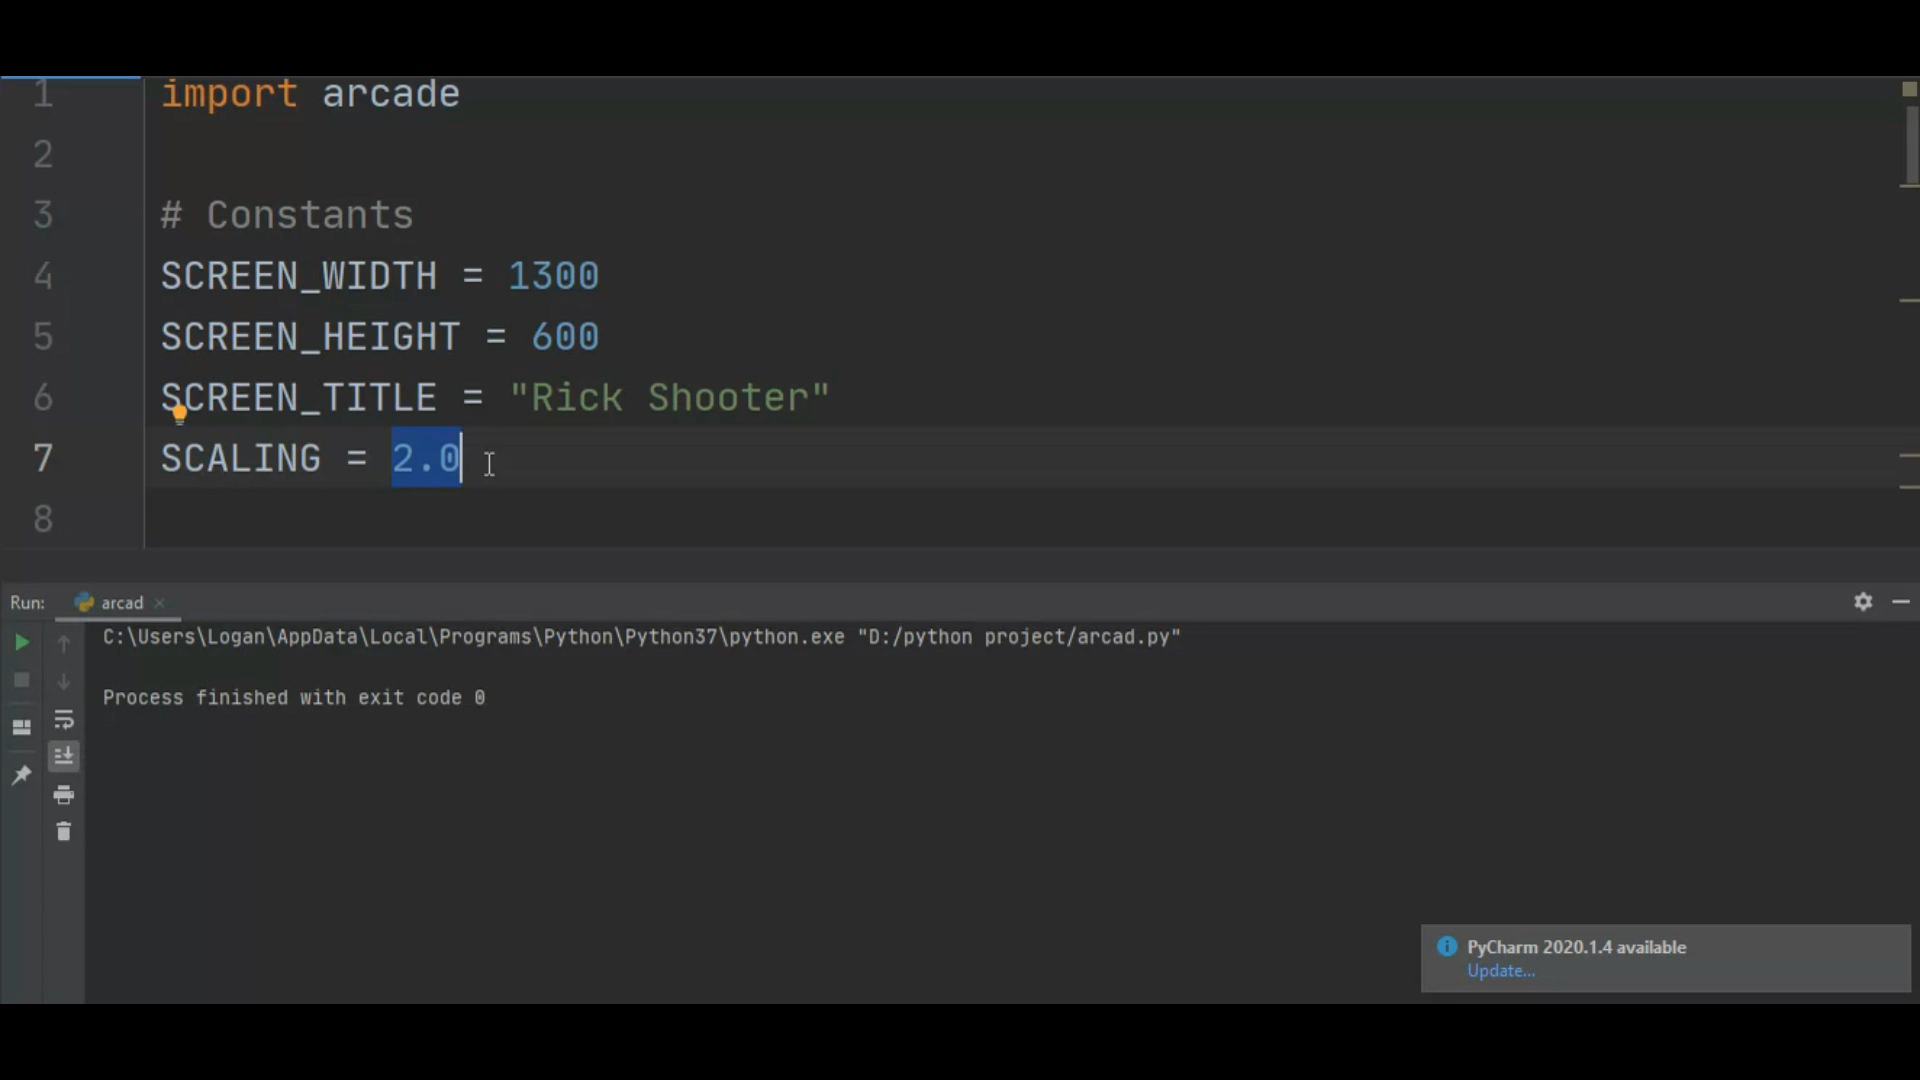 1 import arcade
2
3 # Constants
4 SCREEN_WIDTH = 1300
5 SCREEN_HEIGHT = 600
6 SCREEN_TITLE = "Rick Shooter"
7 SCALING = 2.0
8
Run: arcad
C:\Users\Logan\AppData\Local\Programs\Python\Python37\python.exe "D:/python project/arcad.py"
Process finished with exit code 0
PyCharm 2020.1.4 available
Update...